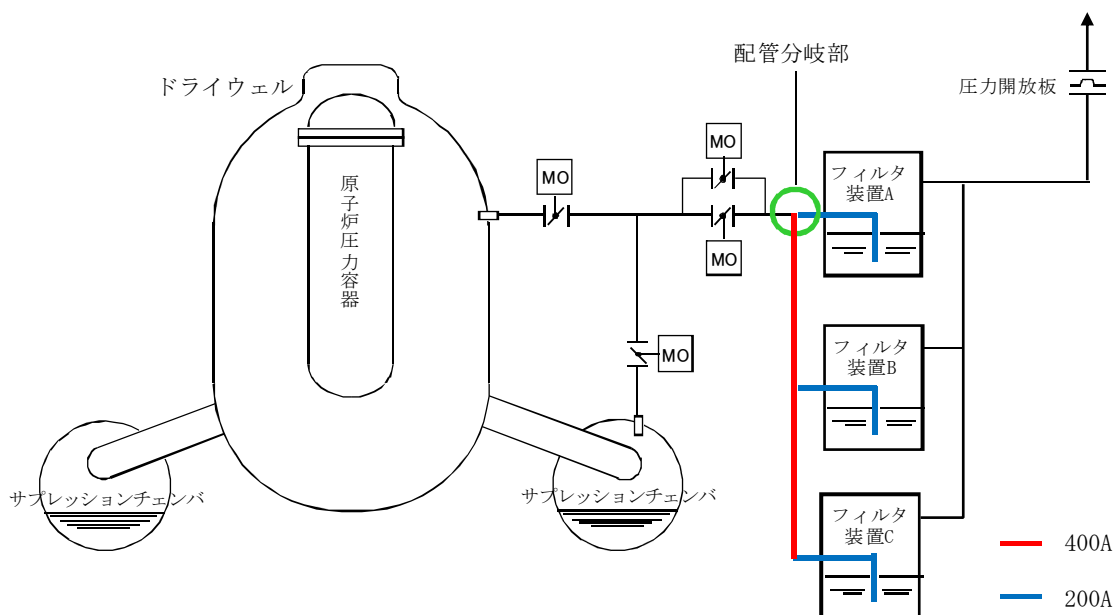 配管分岐部
ドライウェル
圧力開放板
MO
MO
MO
MO
原子炉圧力容器
フィルタ
装置A
フィルタ
装置B
フィルタ
装置C
サプレッションチェンバ
サプレッションチェンバ
400A
200A